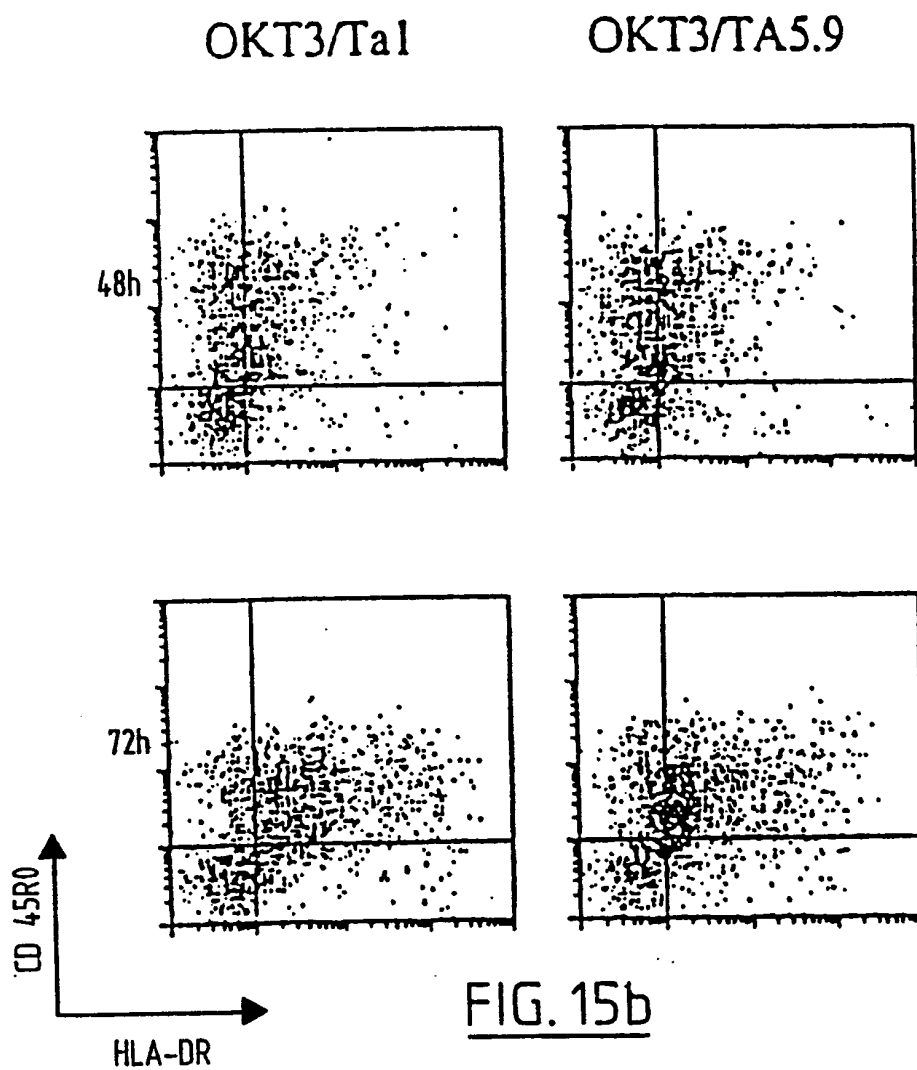 OKT3/Ta1 OKT3/TA5.9
48h
72h
CD 45R0
HLA-DR
FIG. 15b